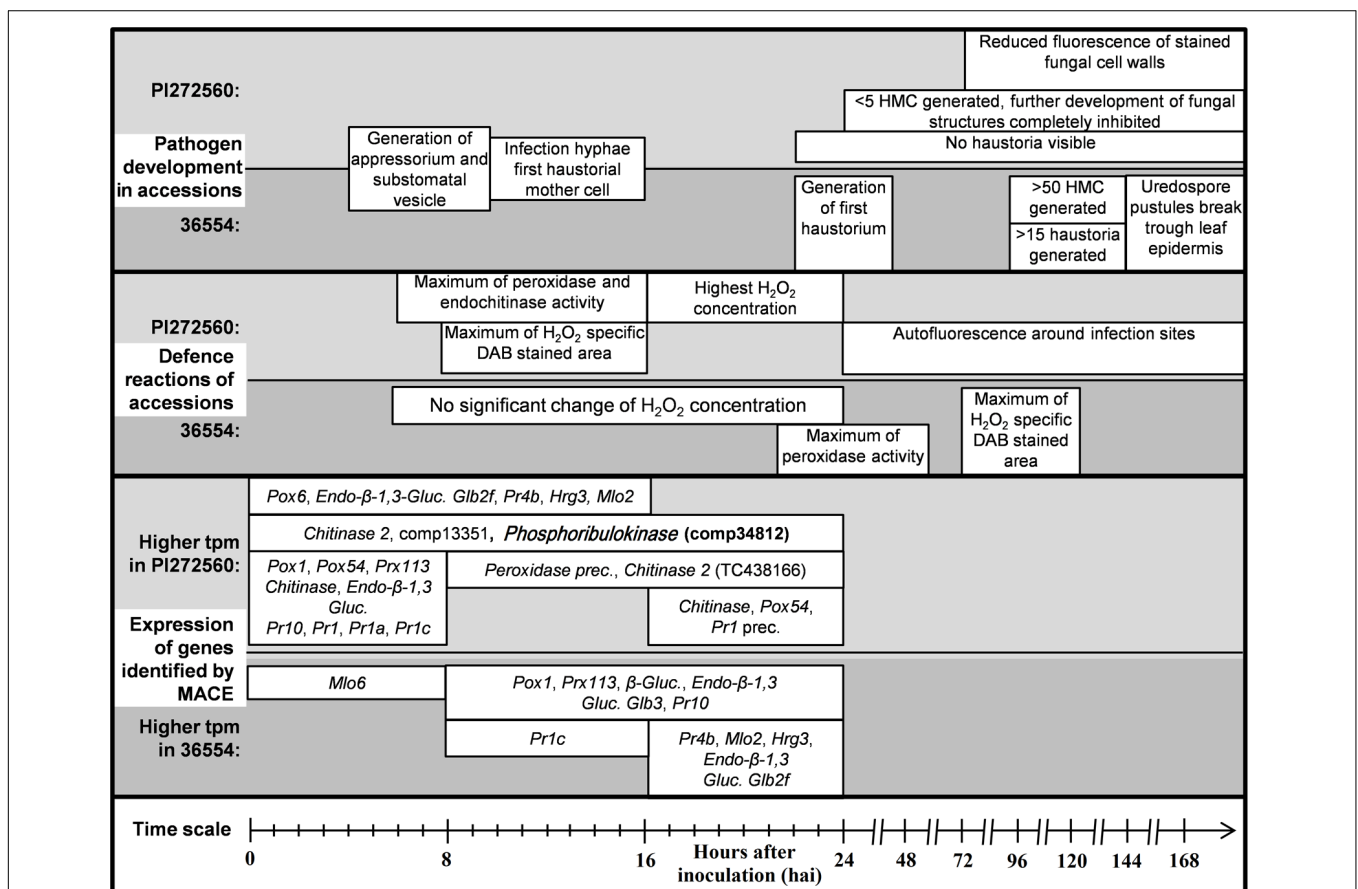 PI272560:
Pathogen
development
in accessions
36554:
Reduced fluorescence of stained
fungal cell walls
<5 HMC generated, further development of fungal
structures completely inhibited
No haustoria visible
Generation of
appressorium and
substomatal
vesicle
Infection hyphae
first haustorial
mother cell
Generation
of first
haustorium
>50 HMC
generated
>15 haustoria
generated
Uredospore
pustules break
trough leaf
epidermis
PI272560:
Defence
reactions of
accessions
36554:
Maximum of peroxidase and
endochitinase activity
Highest H₂O₂
concentration
Maximum of H₂O₂ specific
DAB stained area
Autofluorescence around infection sites
No significant change of H₂O₂ concentration
Maximum of
peroxidase activity
Maximum of
H₂O₂ specific
DAB stained
area
Higher tpm
in PI272560:
Expression
of genes
identified by
MACE
Higher tpm
in 36554:
Pox6, Endo-β-1,3-Gluc. Glb2f, Pr4b, Hrg3, Mlo2
Chitinase 2, comp13351, Phosphoribulokinase (comp34812)
Pox1, Pox54, Prx113
Chitinase, Endo-β-1,3
Gluc.
Pr10, Pr1, Pr1a, Pr1c
Peroxidase prec., Chitinase 2 (TC438166)
Chitinase, Pox54,
Pr1 prec.
Mlo6
Pox1, Prx113, β-Gluc., Endo-β-1,3
Gluc. Glb3, Pr10
Pr1c
Pr4b, Mlo2, Hrg3,
Endo-β-1,3
Gluc. Glb2f
Time scale
0 8 16 24 48 72 96 120 144 168
Hours after
inoculation (hai)